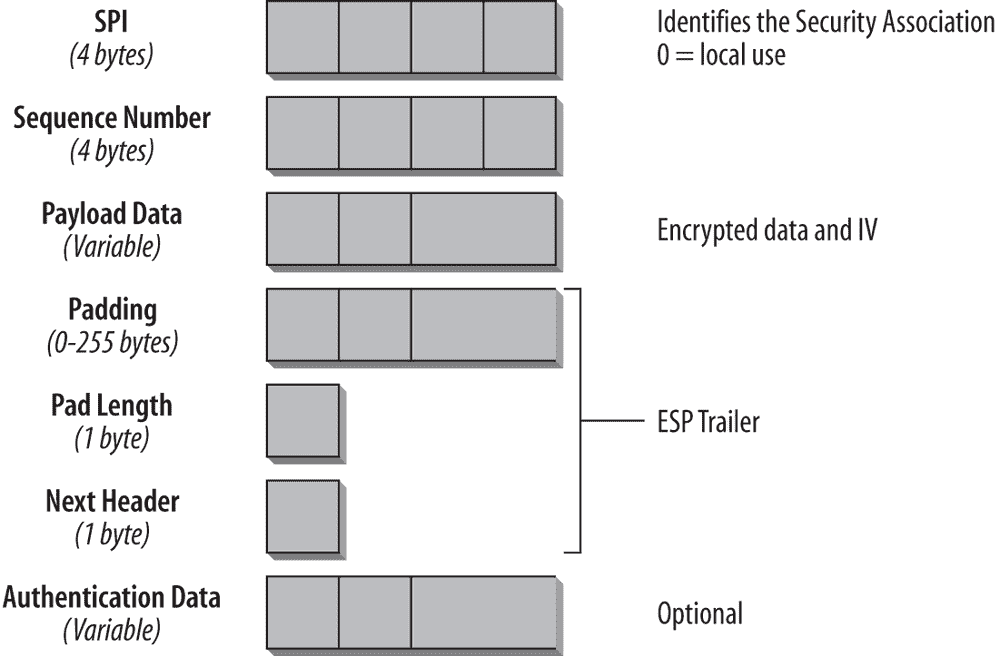 SPI
(4 bytes)
Identifies the Security Association
0 = local use
Sequence Number
(4 bytes)
Payload Data
(Variable)
Encrypted data and IV
Padding
(0-255 bytes)
Pad Length
(1 byte)
ESP Trailer
Next Header
(1 byte)
Authentication Data
(Variable)
Optional